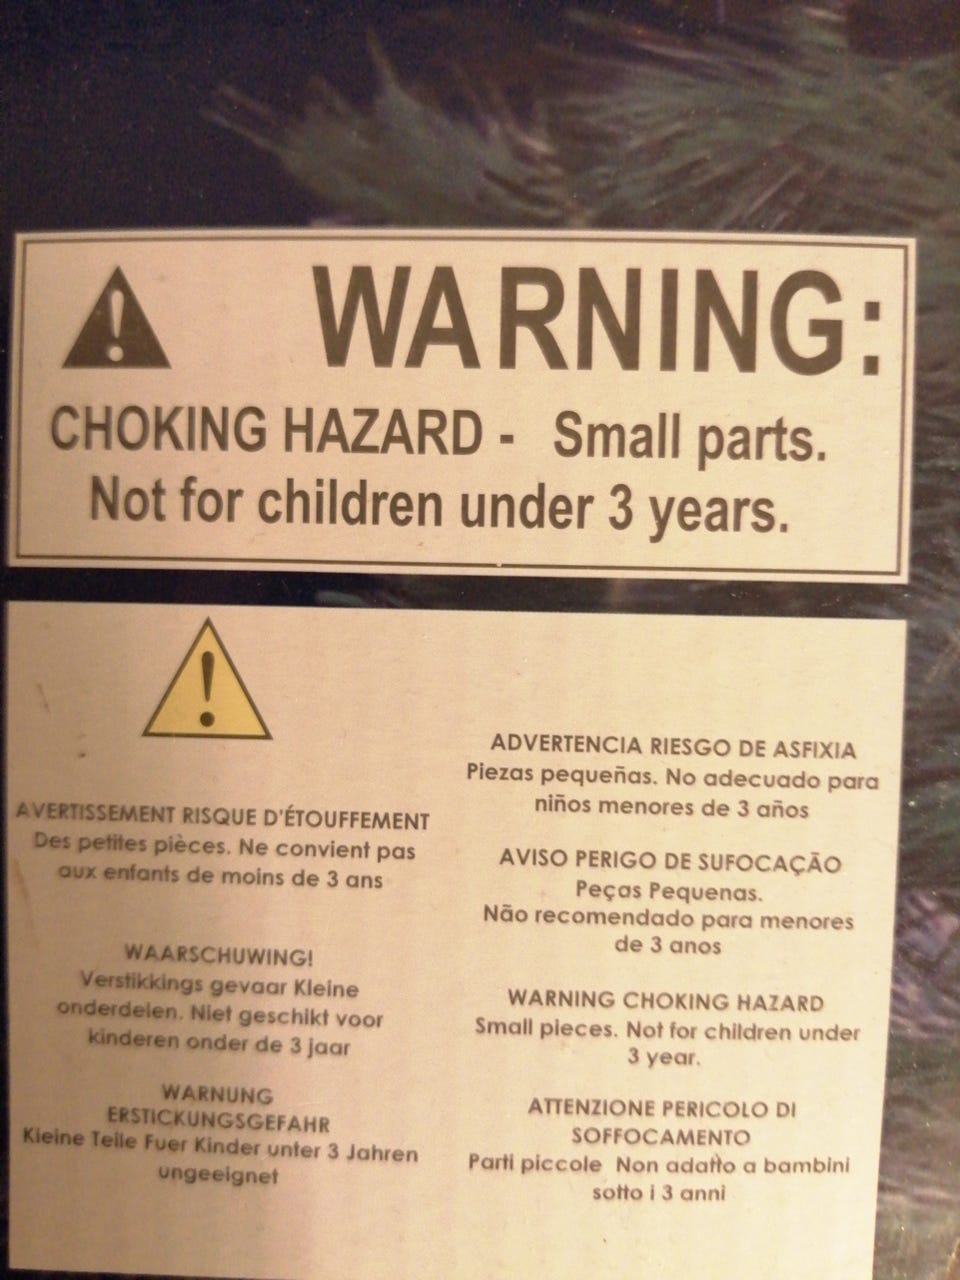 WARNING:
CHOKING HAZARD - Small parts.
Not for children under 3 years.
AVERTISSEMENT RISQUE D'ÉTOUFFEMENT
Des petites pièces. Ne convient pas
aux enfants de moins de 3 ans
WAARSCHUWING!
Verstikkings gevaar Kleine
onderdelen. Niet geschikt voor
kinderen onder de 3 jaar
WARNUNG
ERSTICKUNGSGEFAHR
Kleine Teile Fuer Kinder unter 3 Jahren
ungeeignet
ADVERTENCIA RIESGO DE ASFIXIA
Piezas pequeñas. No adecuado para
niños menores de 3 años
AVISO PERIGO DE SUFOCAÇÃO
Peças Pequenas.
Não recomendado para menores
de 3 anos
WARNING CHOKING HAZARD
Small pieces. Not for children under
3 year.
ATTENZIONE PERICOLO DI
SOFFOCAMENTO
Parti piccole Non adatto a bambini
sotto i 3 anni